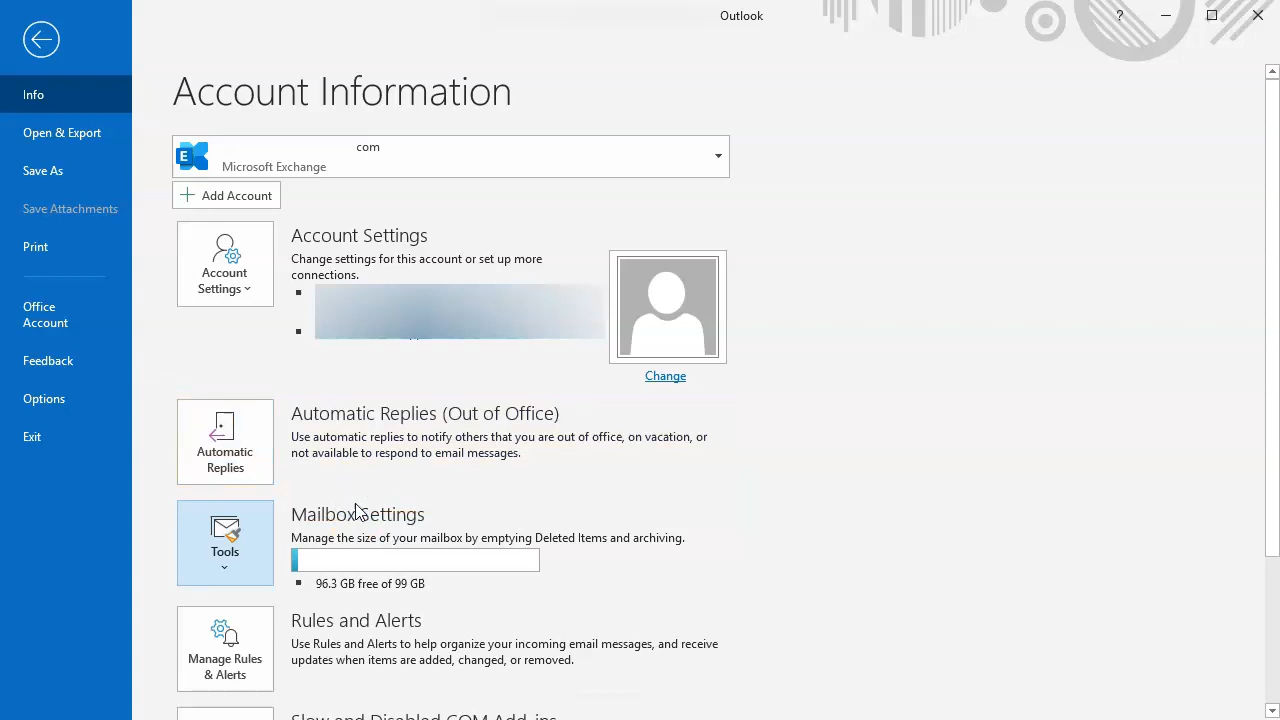 Outlook
?
Info
Open & Export
Save As
Save Attachments
Print
Office
Account
Feedback
Options
Exit
Account Information
com
Microsoft Exchange
Add Account
Account
Settings
Account Settings
Change settings for this account or set up more
connections.
Change
Automatic
Replies
Automatic Replies (Out of Office)
Use automatic replies to notify others that you are out of office, on vacation, or
not available to respond to email messages.
Tools
Mailbox Settings
Manage the size of your mailbox by emptying Deleted Items and archiving.
96.3 GB free of 99 GB
Manage Rules
& Alerts
Rules and Alerts
Use Rules and Alerts to help organize your incoming email messages, and receive
updates when items are added, changed, or removed.
Slow and Disabled COM Add-ins